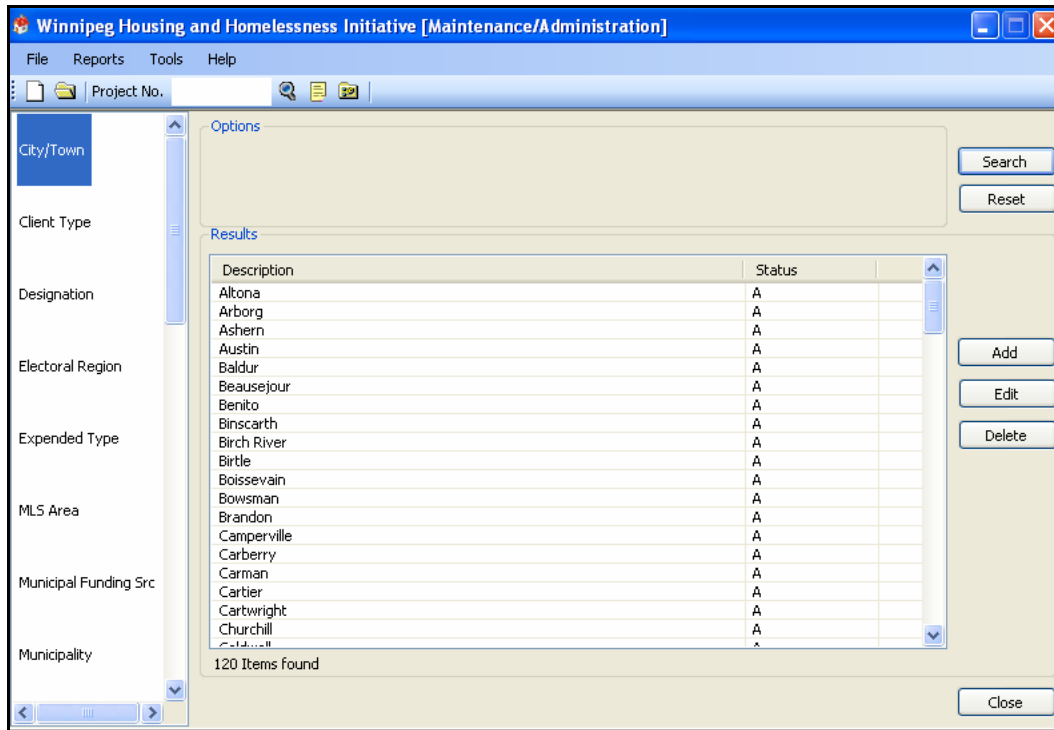 Winnipeg Housing and Homelessness Initiative [Maintenance/Administration]
File Reports Tools Help
Project No.
City/Town
Client Type
Designation
Electoral Region
Expended Type
MLS Area
Municipal Funding Src
Municipality
Options
Search
Reset
Results
Description Status
Altona A
Arborg A
Ashern A
Austin A
Baldur A
Beausejour A
Benito A
Binscarth A
Birch River A
Birtle A
Boissevain A
Bowsman A
Brandon A
Camperville A
Carberry A
Carman A
Cartier A
Cartwright A
Churchill A
120 Items found
Add
Edit
Delete
Close